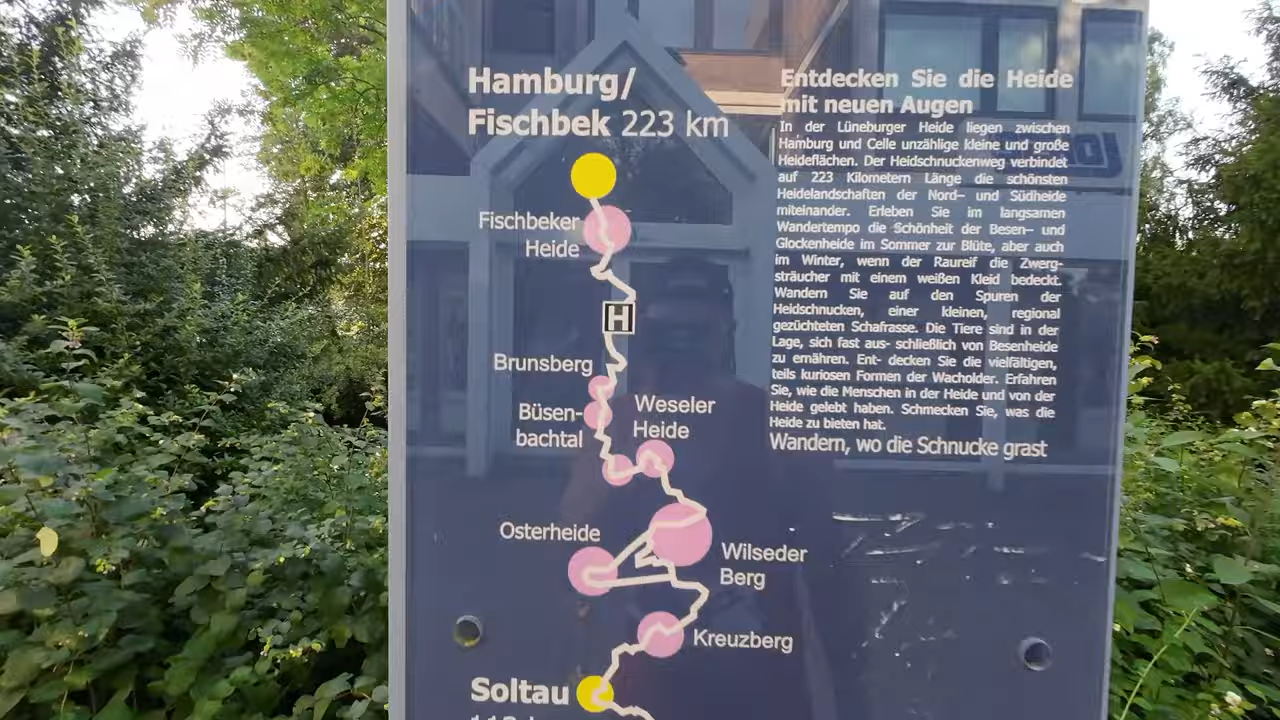 Hamburg/
Fischbek 223 km
Fischbeker
Heide
H
Brunsberg
Büsen-
bachtal
Weseler
Heide
Osterheide
Wilseder
Berg
Kreuzberg
Soltau
Entdecken Sie die Heide
mit neuen Augen
In der Lüneburger Heide liegen zwischen
Hamburg und Celle unzählige kleine und große
Heideflächen. Der Heidschnuckenweg verbindet
auf 223 Kilometern Länge die schönsten
Heidelandschaften der Nord– und Südheide
miteinander. Erleben Sie im langsamen
Wandertempo die Schönheit der Besen– und
Glockenheide im Sommer zur Blüte, aber auch
im Winter, wenn der Raureif die Zwerg-
sträucher mit einem weißen Kleid bedeckt.
Wandern Sie auf den Spuren der
Heidschnucken, einer kleinen, regional
gezüchteten Schafrasse. Die Tiere sind in der
Lage, sich fast aus- schließlich von Besenheide
zu ernähren. Ent- decken Sie die vielfältigen,
teils kuriosen Formen der Wacholder. Erfahren
Sie, wie die Menschen in der Heide und von der
Heide gelebt haben. Schmecken Sie, was die
Heide zu bieten hat.
Wandern, wo die Schnucke grast